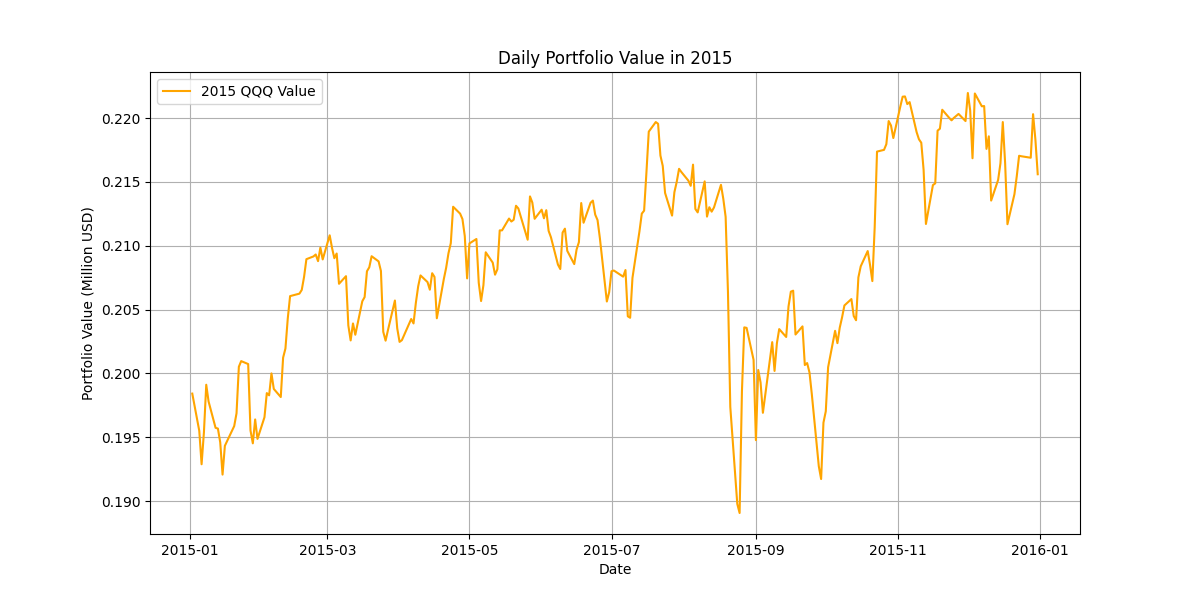 Daily Portfolio Value in 2015
2015 QQQ Value
Portfolio Value (Million USD)
0.220
0.215
0.210
0.205
0.200
0.195
0.190
2015-01 2015-03 2015-05 2015-07 2015-09 2015-11 2016-01
Date